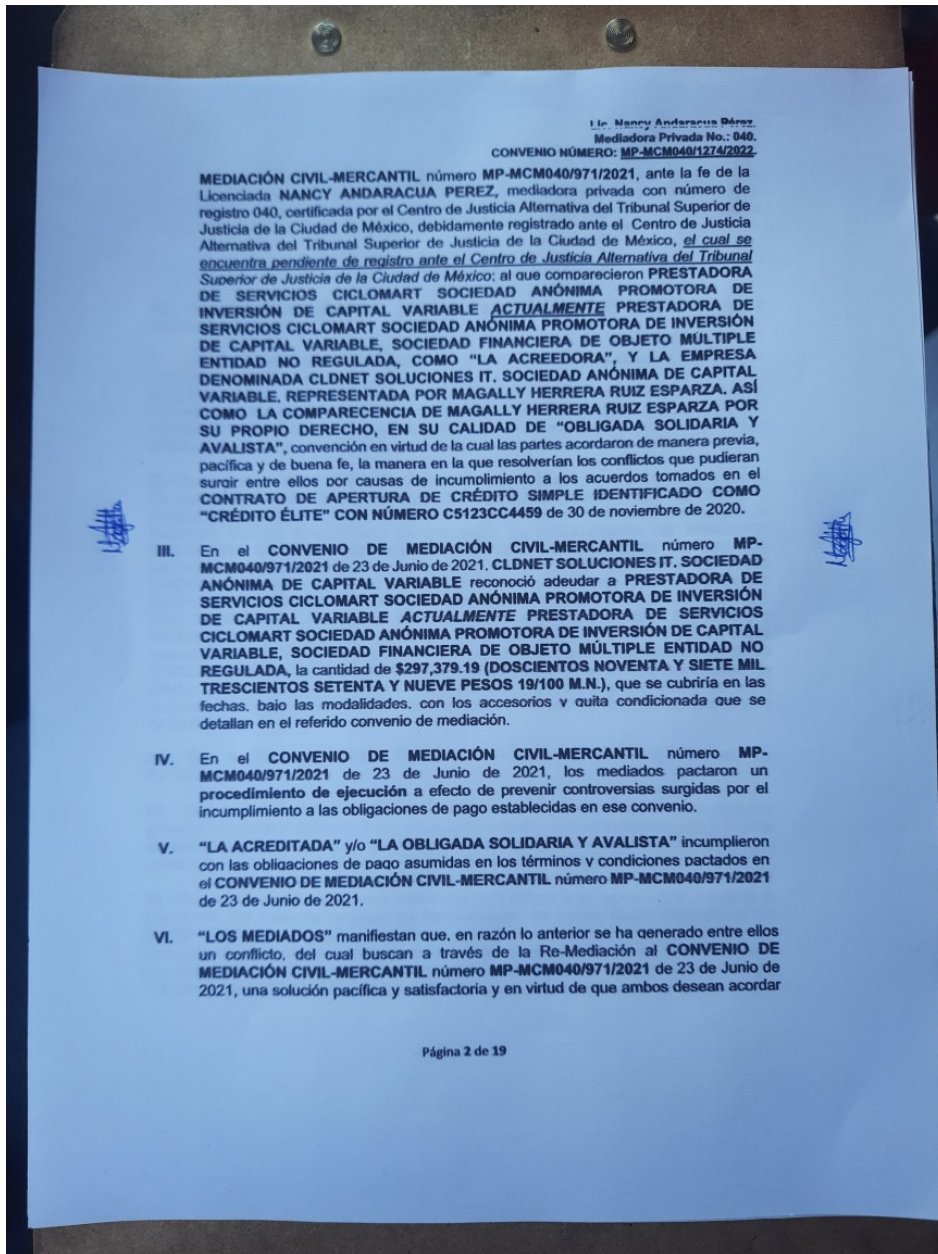 Lic. Nancy Andaracua Pérez.
Mediadora Privada No.: 040.
CONVENIO NÚMERO: MP-MCM040/1274/2022.
MEDIACIÓN CIVIL-MERCANTIL número MP-MCM040/971/2021, ante la fe de la
Licenciada NANCY ANDARACUA PEREZ, mediadora privada con número de
registro 040, certificada por el Centro de Justicia Alternativa del Tribunal Superior de
Justicia de la Ciudad de México, debidamente registrado ante el Centro de Justicia
Alternativa del Tribunal Superior de Justicia de la Ciudad de México, el cual se
encuentra pendiente de registro ante el Centro de Justicia Alternativa del Tribunal
Superior de Justicia de la Ciudad de México; al que comparecieron PRESTADORA
DE SERVICIOS CICLOMART SOCIEDAD ANÓNIMA PROMOTORA DE
INVERSIÓN DE CAPITAL VARIABLE ACTUALMENTE PRESTADORA DE
SERVICIOS CICLOMART SOCIEDAD ANÓNIMA PROMOTORA DE INVERSIÓN
DE CAPITAL VARIABLE, SOCIEDAD FINANCIERA DE OBJETO MÚLTIPLE
ENTIDAD NO REGULADA, COMO "LA ACREEDORA", Y LA EMPRESA
DENOMINADA CLDNET SOLUCIONES IT. SOCIEDAD ANÓNIMA DE CAPITAL
VARIABLE, REPRESENTADA POR MAGALLY HERRERA RUIZ ESPARZA. ASÍ
COMO LA COMPARECENCIA DE MAGALLY HERRERA RUIZ ESPARZA POR
SU PROPIO DERECHO, EN SU CALIDAD DE "OBLIGADA SOLIDARIA Y
AVALISTA", convención en virtud de la cual las partes acordaron de manera previa,
pacífica y de buena fe, la manera en la que resolverían los conflictos que pudieran
surgir entre ellos por causas de incumplimiento a los acuerdos tomados en el
CONTRATO DE APERTURA DE CRÉDITO SIMPLE IDENTIFICADO COMO
"CRÉDITO ÉLITE" CON NÚMERO C5123CC4459 de 30 de noviembre de 2020.
III. En el CONVENIO DE MEDIACIÓN CIVIL-MERCANTIL número MP-
MCM040/971/2021 de 23 de Junio de 2021. CLDNET SOLUCIONES IT. SOCIEDAD
ANÓNIMA DE CAPITAL VARIABLE reconoció adeudar a PRESTADORA DE
SERVICIOS CICLOMART SOCIEDAD ANÓNIMA PROMOTORA DE INVERSIÓN
DE CAPITAL VARIABLE ACTUALMENTE PRESTADORA DE SERVICIOS
CICLOMART SOCIEDAD ANÓNIMA PROMOTORA DE INVERSIÓN DE CAPITAL
VARIABLE, SOCIEDAD FINANCIERA DE OBJETO MÚLTIPLE ENTIDAD NO
REGULADA, la cantidad de $297,379.19 (DOSCIENTOS NOVENTA Y SIETE MIL
TRESCIENTOS SETENTA Y NUEVE PESOS 19/100 M.N.), que se cubriría en las
fechas, bajo las modalidades, con los accesorios y quita condicionada que se
detallan en el referido convenio de mediación.
IV. En el CONVENIO DE MEDIACIÓN CIVIL-MERCANTIL número MP-
MCM040/971/2021 de 23 de Junio de 2021, los mediados pactaron un
procedimiento de ejecución a efecto de prevenir controversias surgidas por el
incumplimiento a las obligaciones de pago establecidas en ese convenio.
V. "LA ACREDITADA" y/o "LA OBLIGADA SOLIDARIA Y AVALISTA" incumplieron
con las obligaciones de pago asumidas en los términos y condiciones pactados en
el CONVENIO DE MEDIACIÓN CIVIL-MERCANTIL número MP-MCM040/971/2021
de 23 de Junio de 2021.
VI. "LOS MEDIADOS" manifiestan que, en razón lo anterior se ha generado entre ellos
un conflicto, del cual buscan a través de la Re-Mediación al CONVENIO DE
MEDIACIÓN CIVIL-MERCANTIL número MP-MCM040/971/2021 de 23 de Junio de
2021, una solución pacífica y satisfactoria y en virtud de que ambos desean acordar
Página 2 de 19